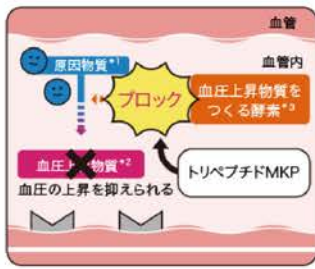 血管
血管内
原因物質*1
ブロック
血圧上昇物質を
つくる酵素*3
血圧上昇物質*2
血圧の上昇を抑えられる
トリペプチドMKP